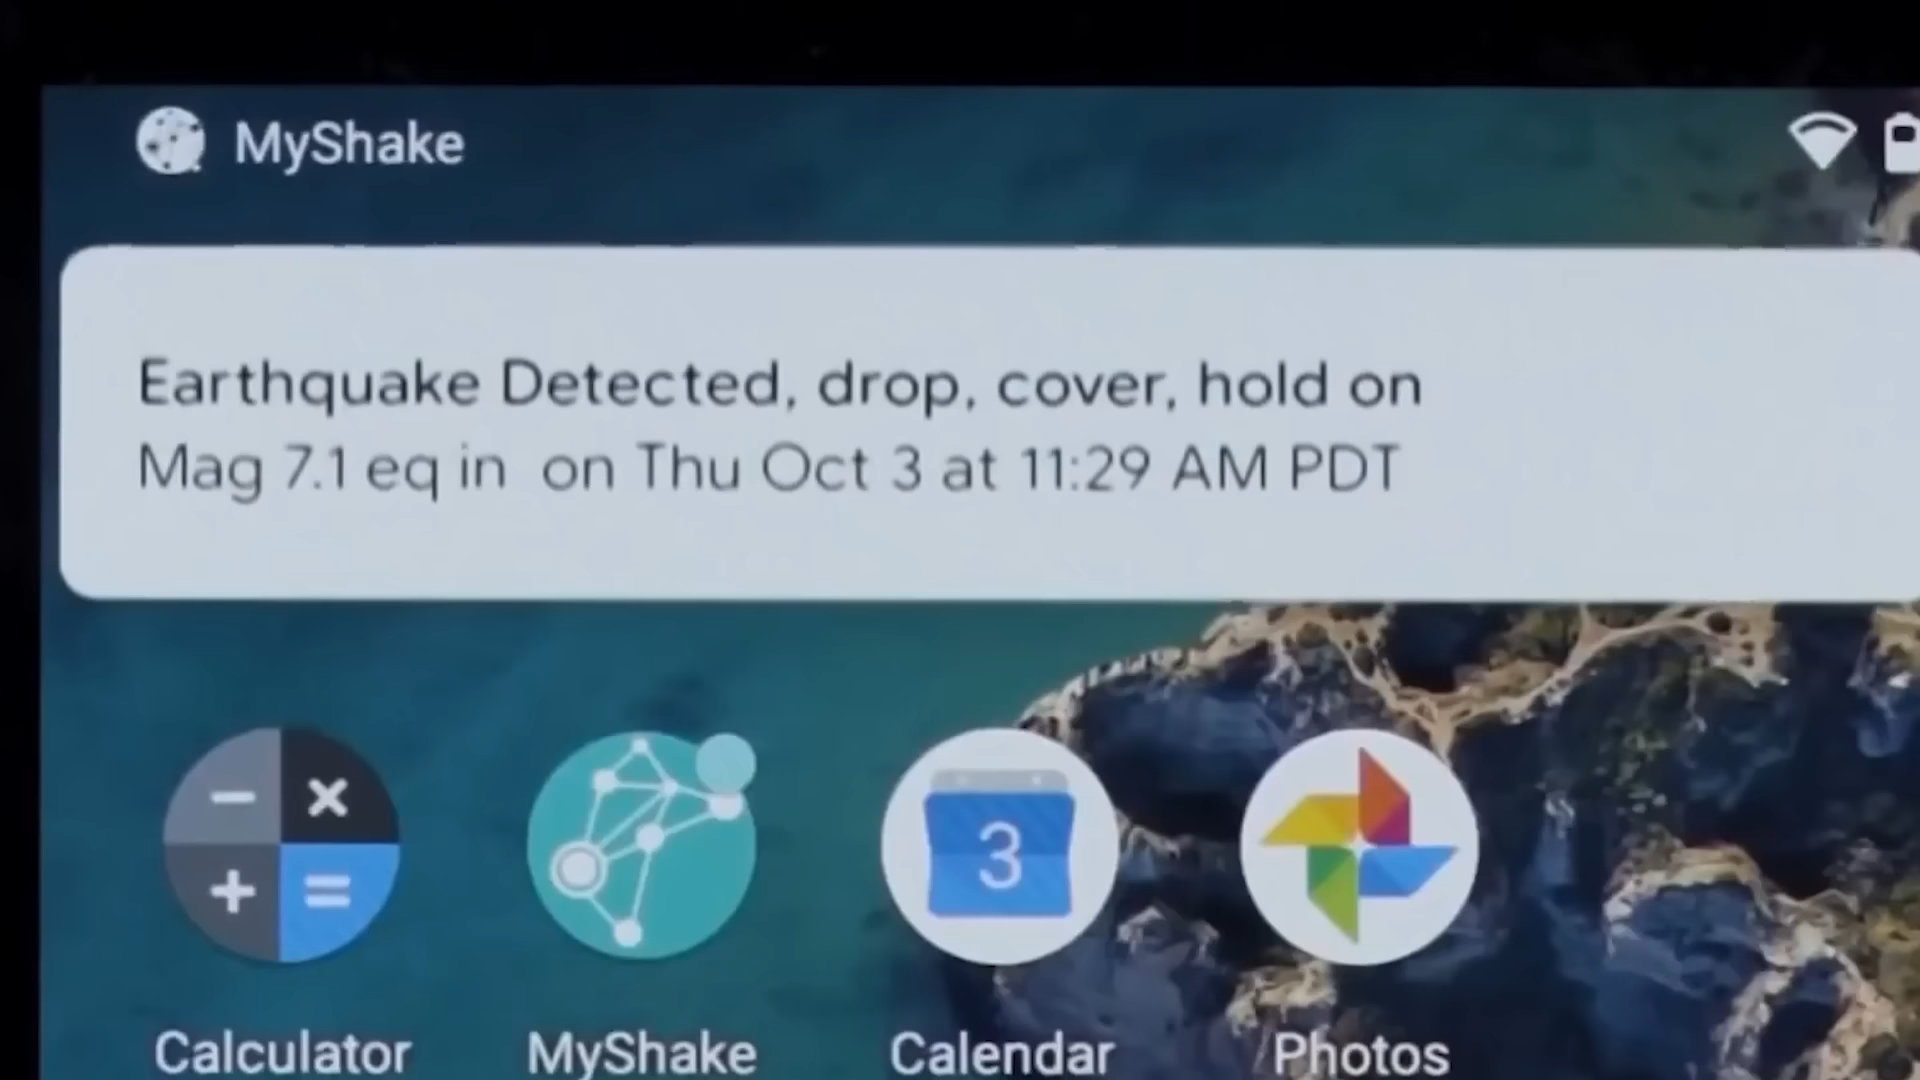 MyShake
Earthquake Detected, drop, cover, hold on
Mag 7.1 eq in on Thu Oct 3 at 11:29 AM PDT
3
Calculator
MyShake
Calendar
Photos